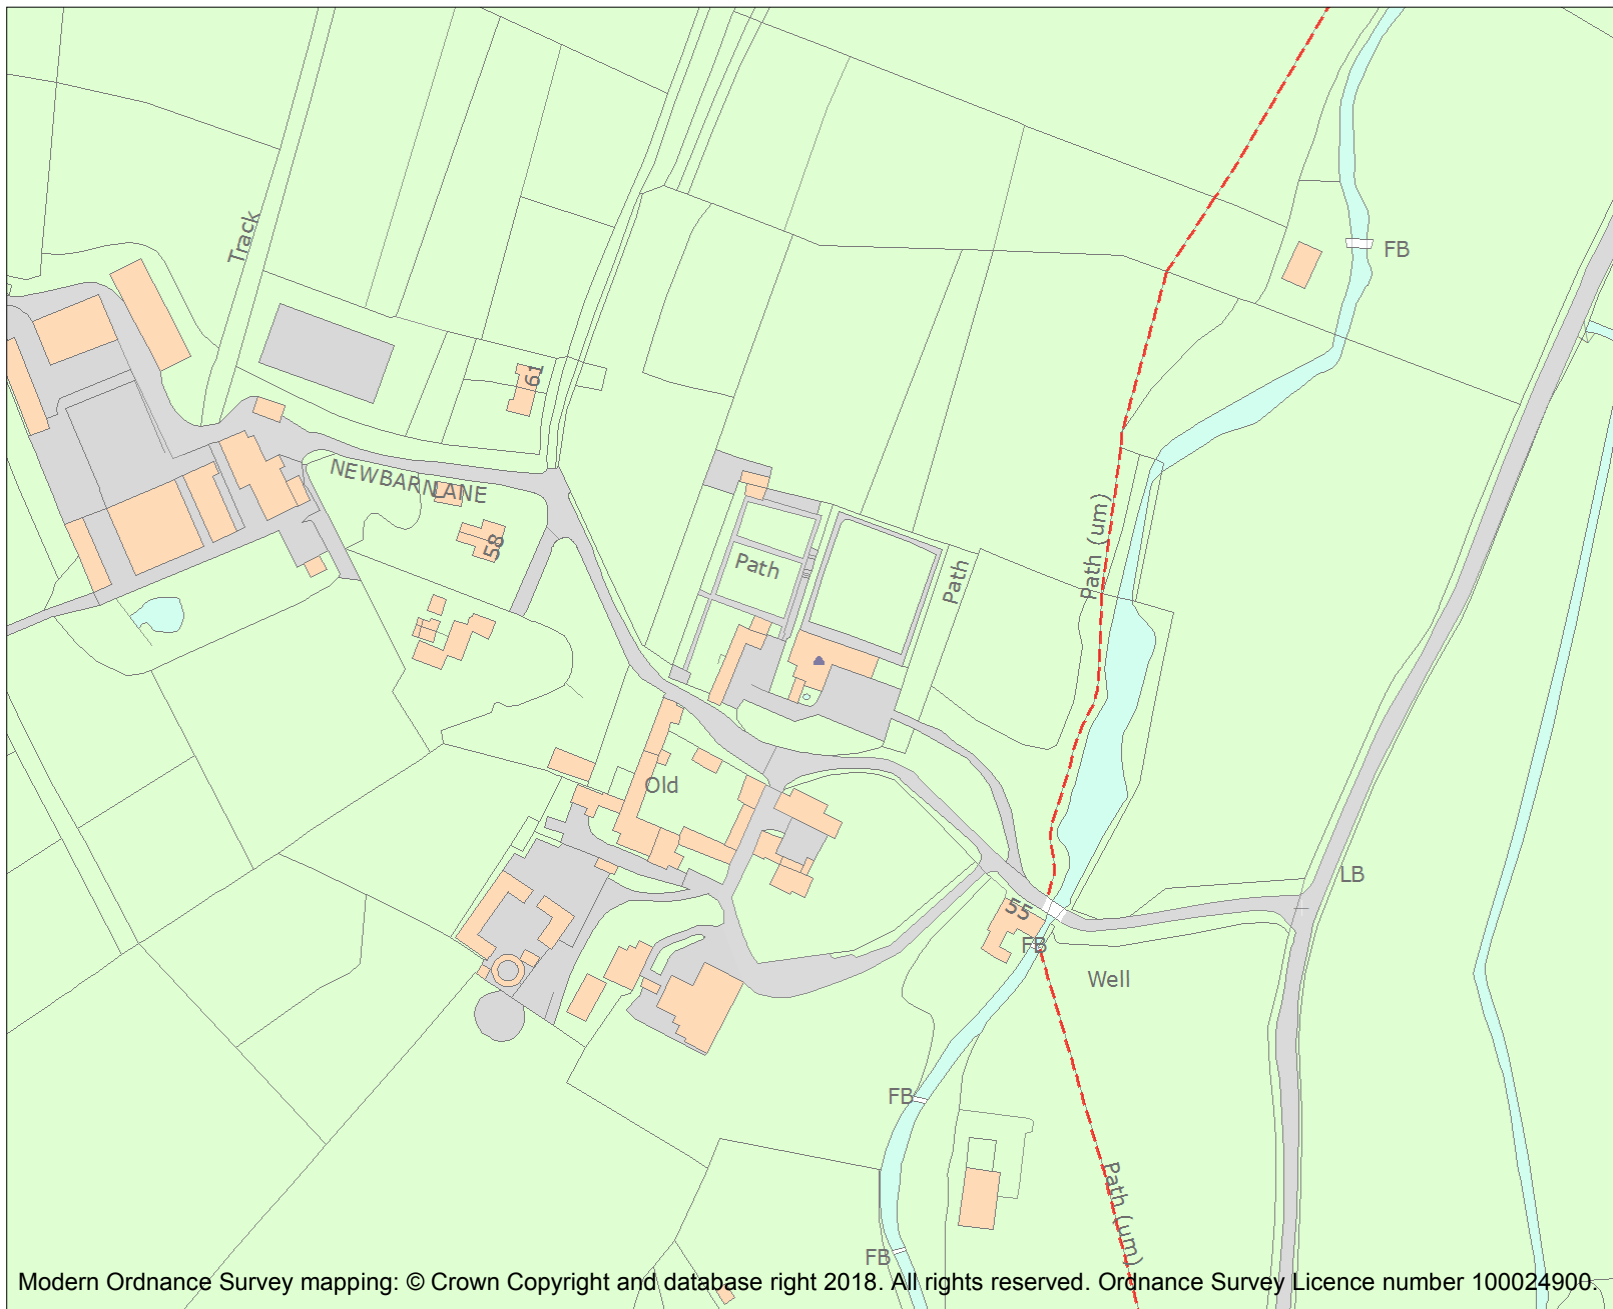 Track
FB
61
NEWBARN LANE
58
Path
Path
Path (um)
Old
55
LB
FB
Well
FB
Path (um)
FB
Modern Ordnance Survey mapping: © Crown Copyright and database right 2018. All rights reserved. Ordnance Survey Licence number 100024900.